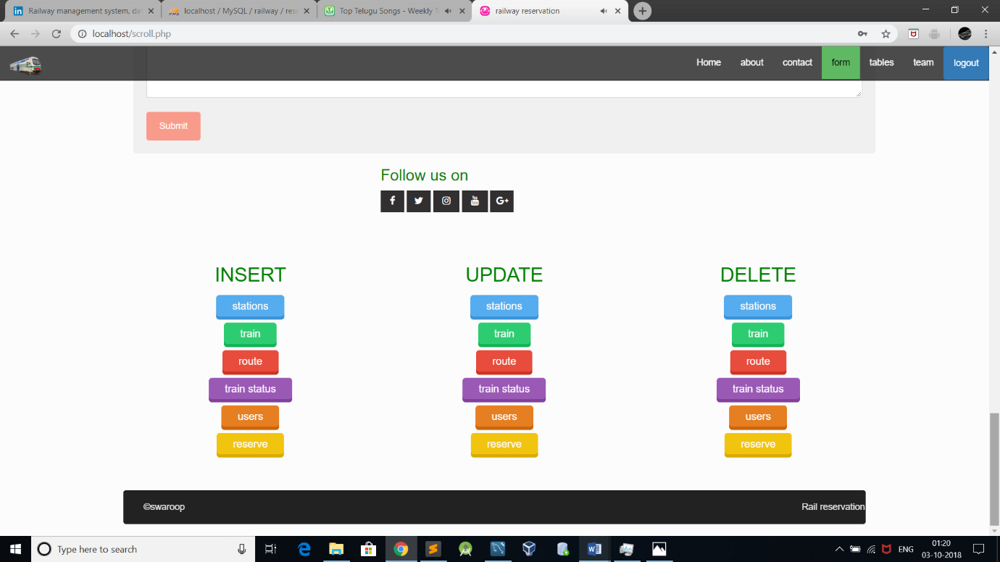 Railway management system, da
localhost / MySQL / railway / res
Top Telugu Songs - Weekly T
railway reservation
localhost/scroll.php
Home about contact form tables team logout
Submit
Follow us on
INSERT UPDATE DELETE
stations stations stations
train train train
route route route
train status train status train status
users users users
reserve reserve reserve
©swaroop Rail reservation
Type here to search
ENG
01:20
03-10-2018